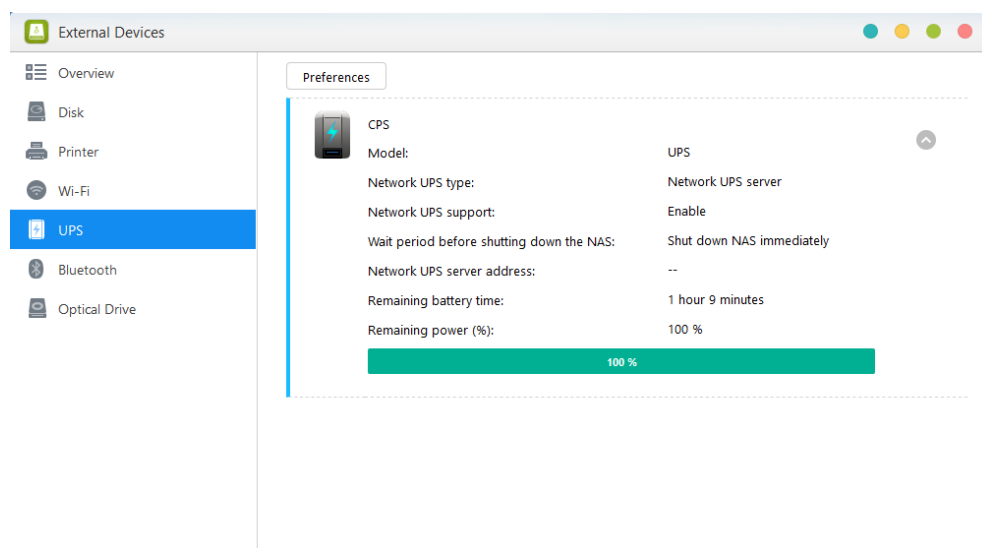 External Devices
Overview
Disk
Printer
Wi-Fi
UPS
Bluetooth
Optical Drive
Preferences
CPS
Model: UPS
Network UPS type: Network UPS server
Network UPS support: Enable
Wait period before shutting down the NAS: Shut down NAS immediately
Network UPS server address: --
Remaining battery time: 1 hour 9 minutes
Remaining power (%): 100 %
100 %